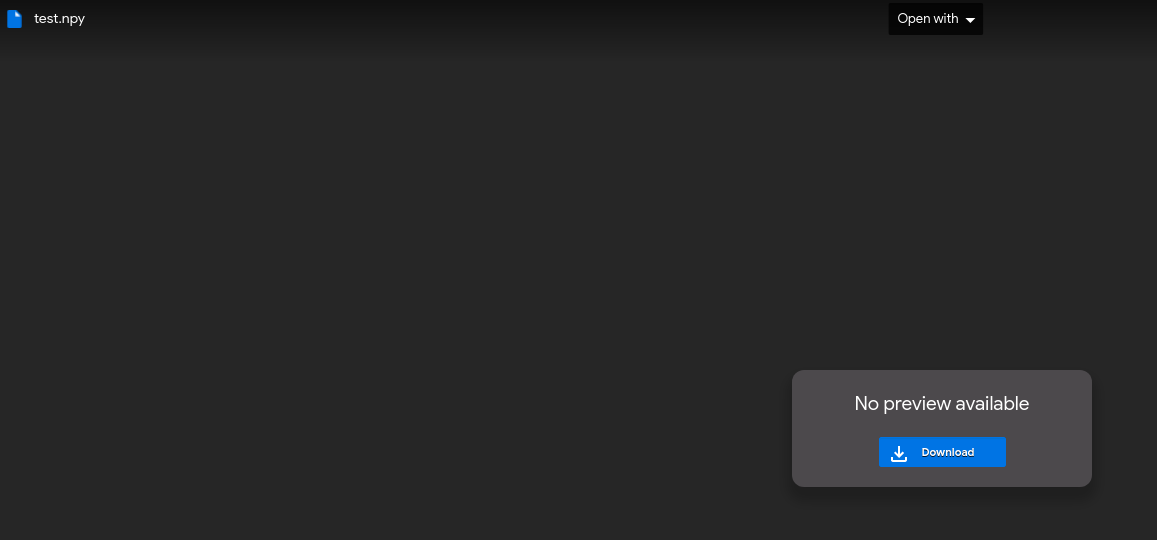 test.npy
Open with
No preview available
Download